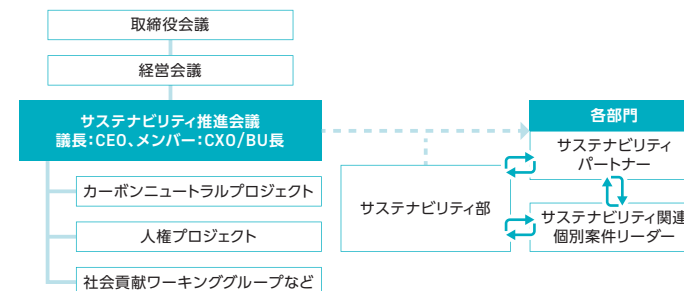 取締役会議
経営会議
サステナビリティ推進会議
議長:CEO、メンバー:CXO/BU長
カーボンニュートラルプロジェクト
人権プロジェクト
社会貢献ワーキンググループなど
サステナビリティ部
各部門
サステナビリティ
パートナー
サステナビリティ関連
個別案件リーダー